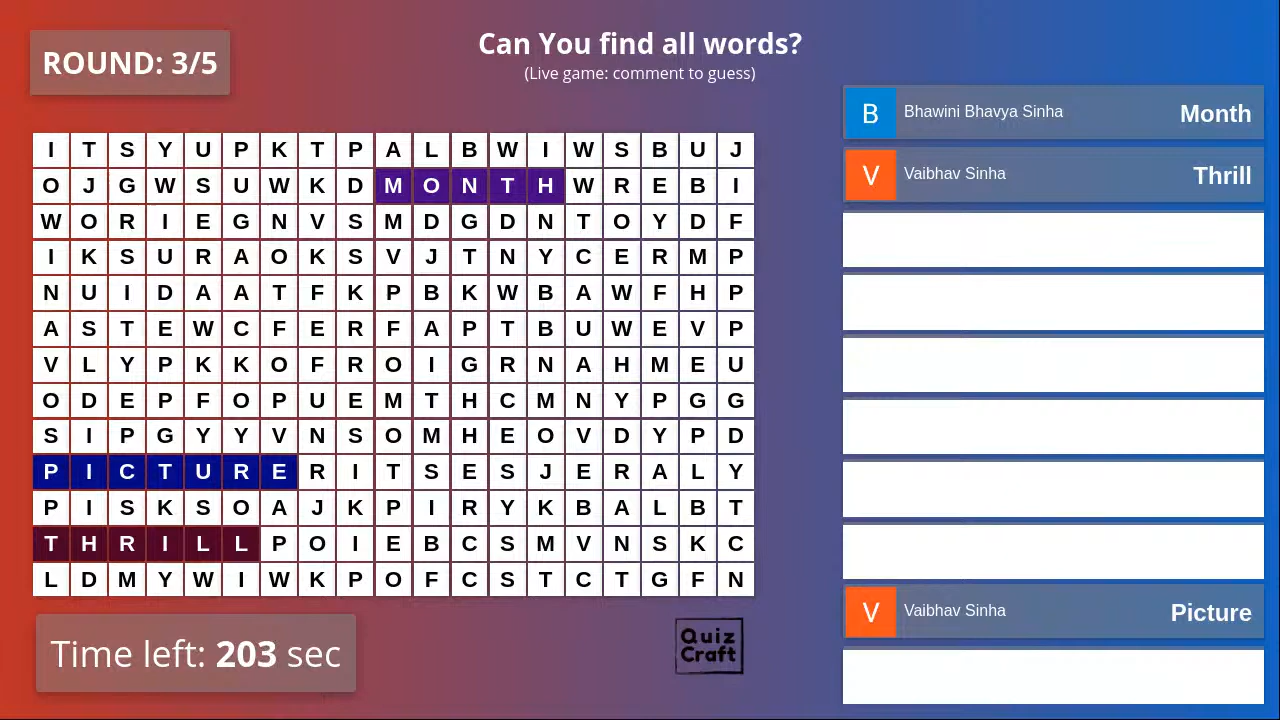 ROUND: 3/5
Can You find all words?
(Live game: comment to guess)
I T S Y U P K T P A L B W I W S B U J
O J G W S U W K D M O N T H W R E B I
W O R I E G N V S M D G D N T O Y D F
I K S U R A O K S V J T N Y C E R M P
N U I D A A T F K P B K W B A W F H P
A S T E W C F E R F A P T B U W E V P
V L Y P K K O F R O I G R N A H M E U
O D E P F O P U E M T H C M N Y P G G
S I P G Y Y V N S O M H E O V D Y P D
P I C T U R E R I T S E S J E R A L Y
P I S K S O A J K P I R Y K B A L B T
T H R I L L P O I E B C S M V N S K C
L D M Y W I W K P O F C S T C T G F N
B Bhawini Bhavya Sinha Month
V Vaibhav Sinha Thrill
V Vaibhav Sinha Picture
Time left: 203 sec
Quiz
Craft